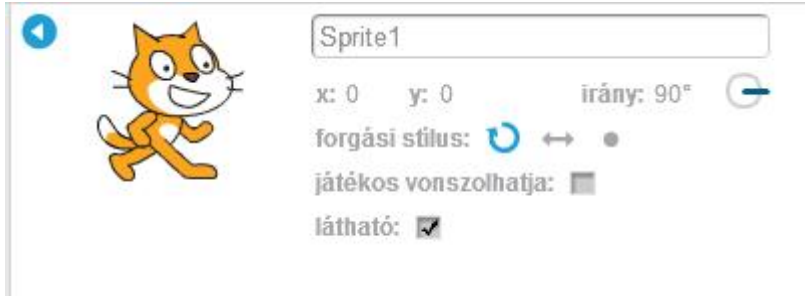 Sprite1
x: 0 y: 0 irány: 90°
forgási stílus:
játékos vonszolhatja:
látható: